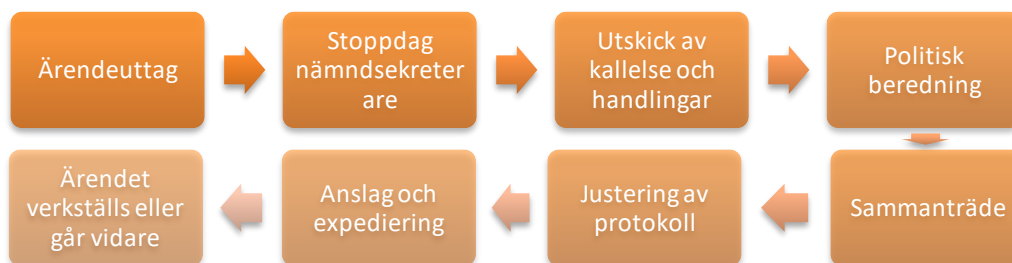 Ärendeuttag
Stoppdag
nämndsekreter
are
Utskick av
kallelse och
handlingar
Politisk
beredning
Sammanträde
Justering av
protokoll
Anslag och
expediering
Ärendet
verkställs eller
går vidare